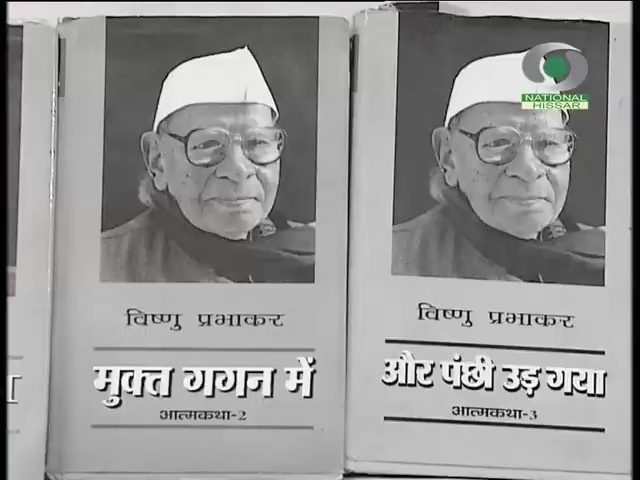 NATIONAL
HISSAR
विष्णु प्रभाकर
मुक्त गगन में
आत्मकथा-2
विष्णु प्रभाकर
और पंछी उड़ गया
आत्मकथा-3